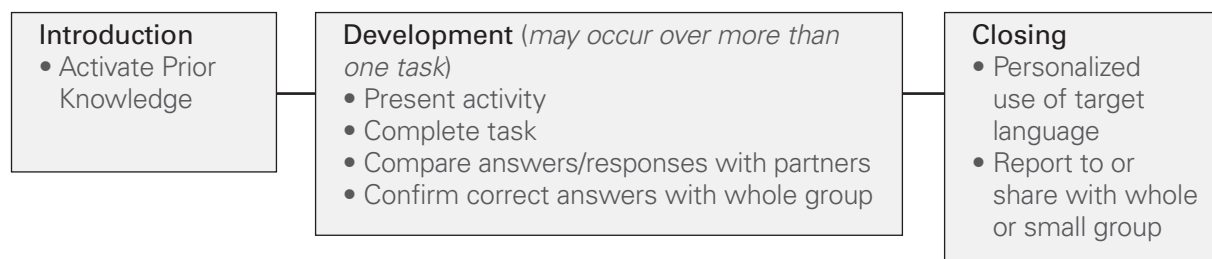 Introduction
• Activate Prior
Knowledge
Development (may occur over more than
one task)
• Present activity
• Complete task
• Compare answers/responses with partners
• Confirm correct answers with whole group
Closing
• Personalized
use of target
language
• Report to or
share with whole
or small group